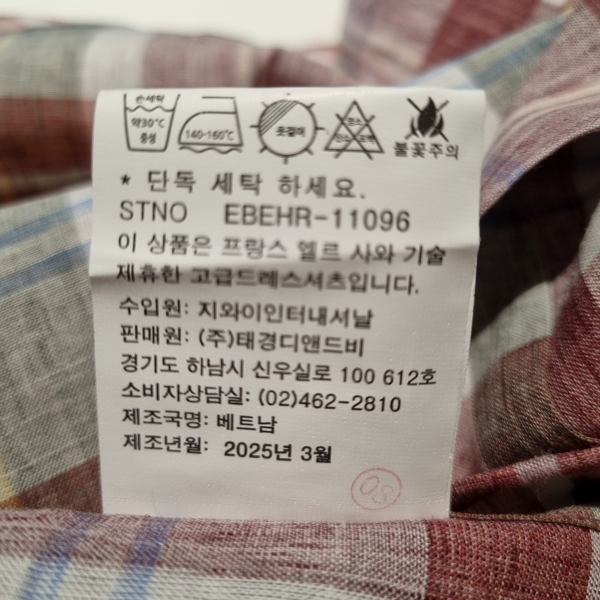 손세탁
약30℃
중성
140-160℃
옷걸이
염소
산소표백
불꽃주의
* 단독 세탁 하세요.
STNO EBEHR-11096
이 상품은 프랑스 엘르 사와 기술
제휴한 고급드레스셔츠입니다.
수입원: 지와이인터내셔날
판매원: (주)태경디앤드비
경기도 하남시 신우실로 100 612호
소비자상담실: (02)462-2810
제조국명: 베트남
제조년월: 2025년 3월